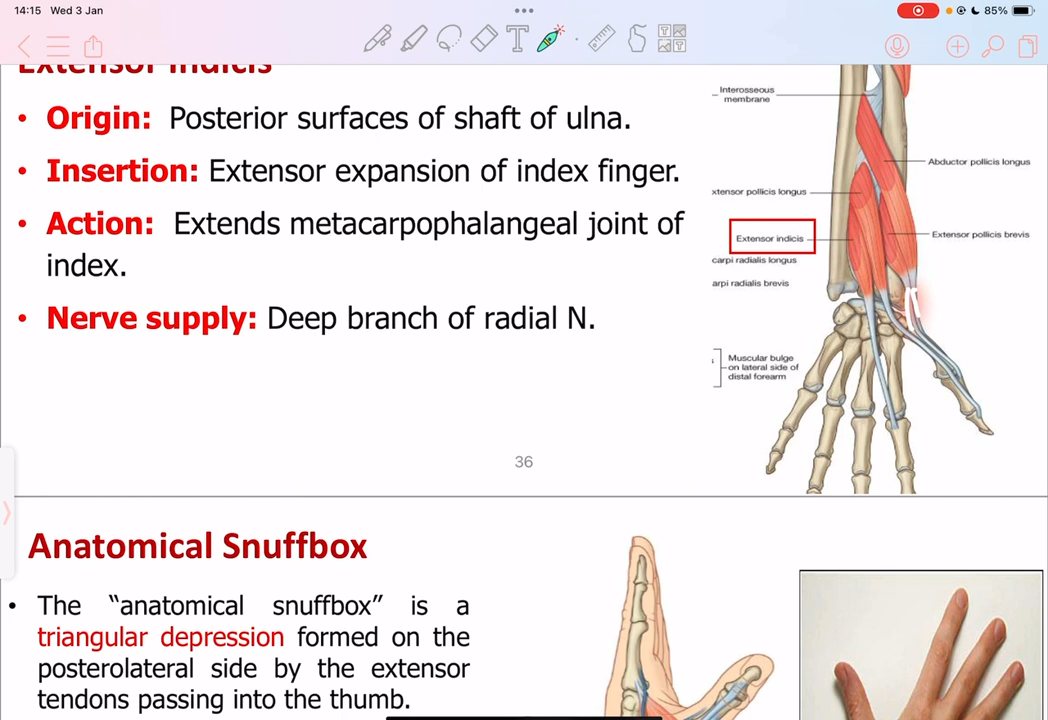 14:15 Wed 3 Jan
85%
Extensor Indicis
• Origin: Posterior surfaces of shaft of ulna.
• Insertion: Extensor expansion of index finger.
• Action: Extends metacarpophalangeal joint of
index.
• Nerve supply: Deep branch of radial N.
Interosseous
membrane
Abductor pollicis longus
xtensor pollicis longus
Extensor indicis
Extensor pollicis brevis
carpi radialis longus
arpi radialis brevis
Muscular bulge
on lateral side of
distal forearm
36
Anatomical Snuffbox
• The “anatomical snuffbox” is a
triangular depression formed on the
posterolateral side by the extensor
tendons passing into the thumb.